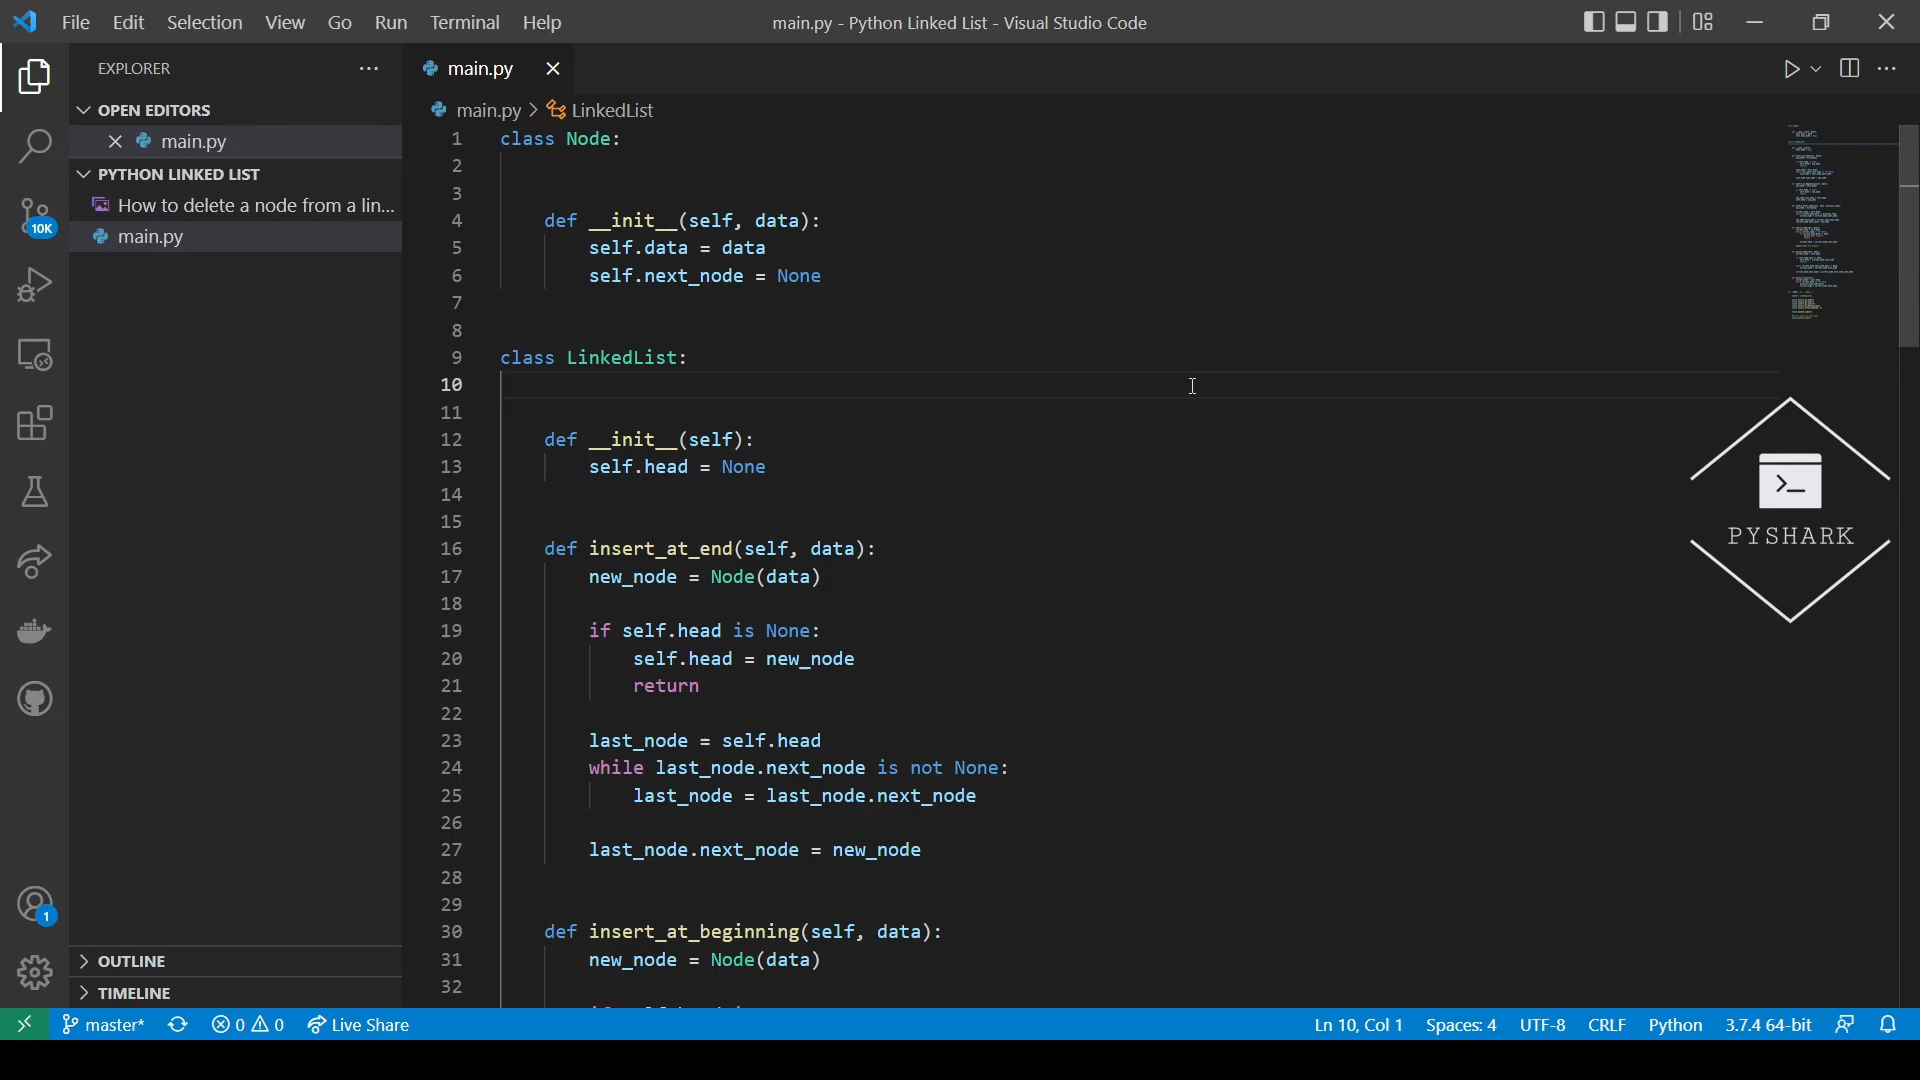 File Edit Selection View Go Run Terminal Help
main.py - Python Linked List - Visual Studio Code
EXPLORER
OPEN EDITORS
main.py
PYTHON LINKED LIST
How to delete a node from a lin...
main.py
10K
1
OUTLINE
TIMELINE
main.py
main.py > LinkedList
1 class Node:
2
3
4 def __init__(self, data):
5 self.data = data
6 self.next_node = None
7
8
9 class LinkedList:
10
11
12 def __init__(self):
13 self.head = None
14
15
16 def insert_at_end(self, data):
17 new_node = Node(data)
18
19 if self.head is None:
20 self.head = new_node
21 return
22
23 last_node = self.head
24 while last_node.next_node is not None:
25 last_node = last_node.next_node
26
27 last_node.next_node = new_node
28
29
30 def insert_at_beginning(self, data):
31 new_node = Node(data)
32
>_
PYSHARK
master* 0 0 Live Share
Ln 10, Col 1 Spaces: 4 UTF-8 CRLF Python 3.7.4 64-bit